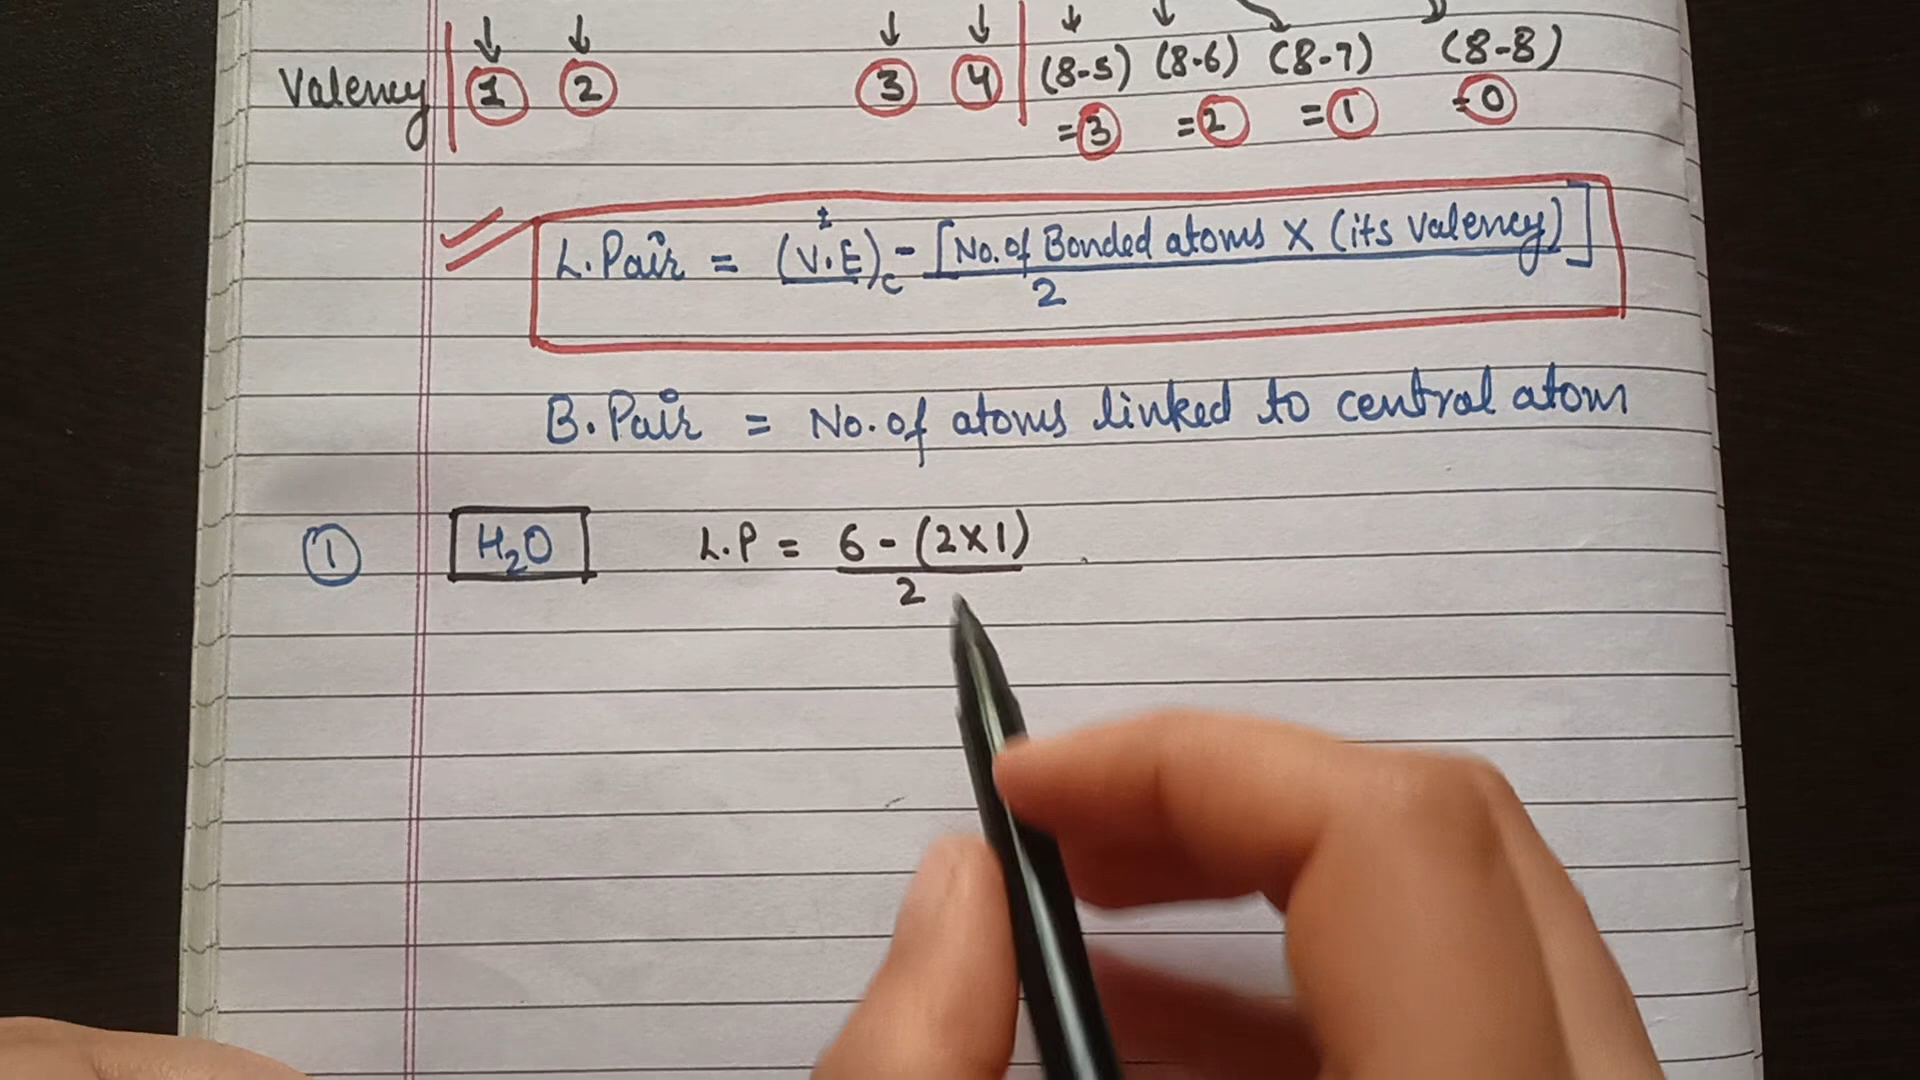 Valency 1 2 3 4 (8-5) (8-6) (8-7) (8-8)
=3 =2 =1 =0
L.Pair = (V.E)c - [No. of Bonded atoms X (its valency)]
2
B.Pair = No. of atoms linked to central atom
1 H2O L.P = 6 - (2X1)
2